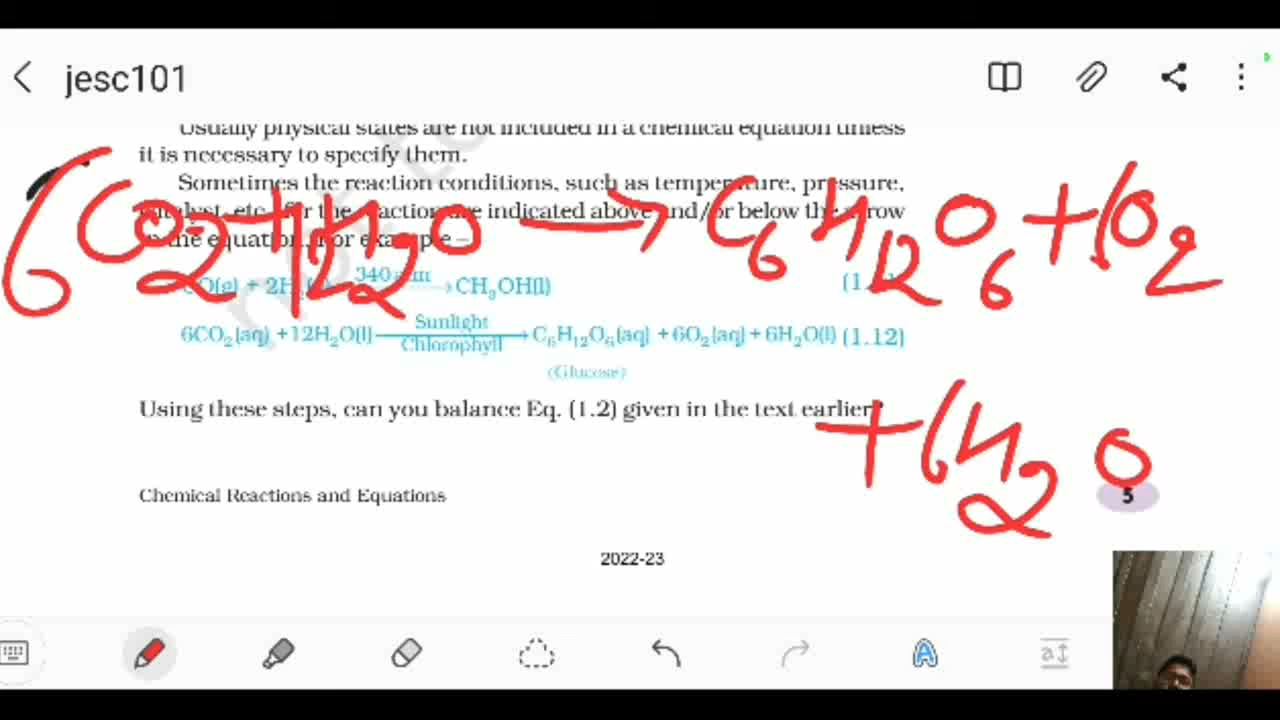 jesc101
Usually physical states are not included in a chemical equation unless
it is necessary to specify them.
Sometimes the reaction conditions, such as temperature, pressure,
etc., for the reaction are indicated above and/or below the arrow
the equation. For example –
340 atm
CO(g) + 2H → CH₃OH(l) (1.
6CO₂ + 12H₂O → C₆H₁₂O₆ + 6O₂
Sunlight
6CO₂(aq) +12H₂O(l) → C₆H₁₂O₆(aq) +6O₂(aq)+6H₂O(l) (1.12)
Chlorophyll
(Glucose)
Using these steps, can you balance Eq. (1.2) given in the text earlier?
+ 6H₂O
Chemical Reactions and Equations
5
2022-23
A
a